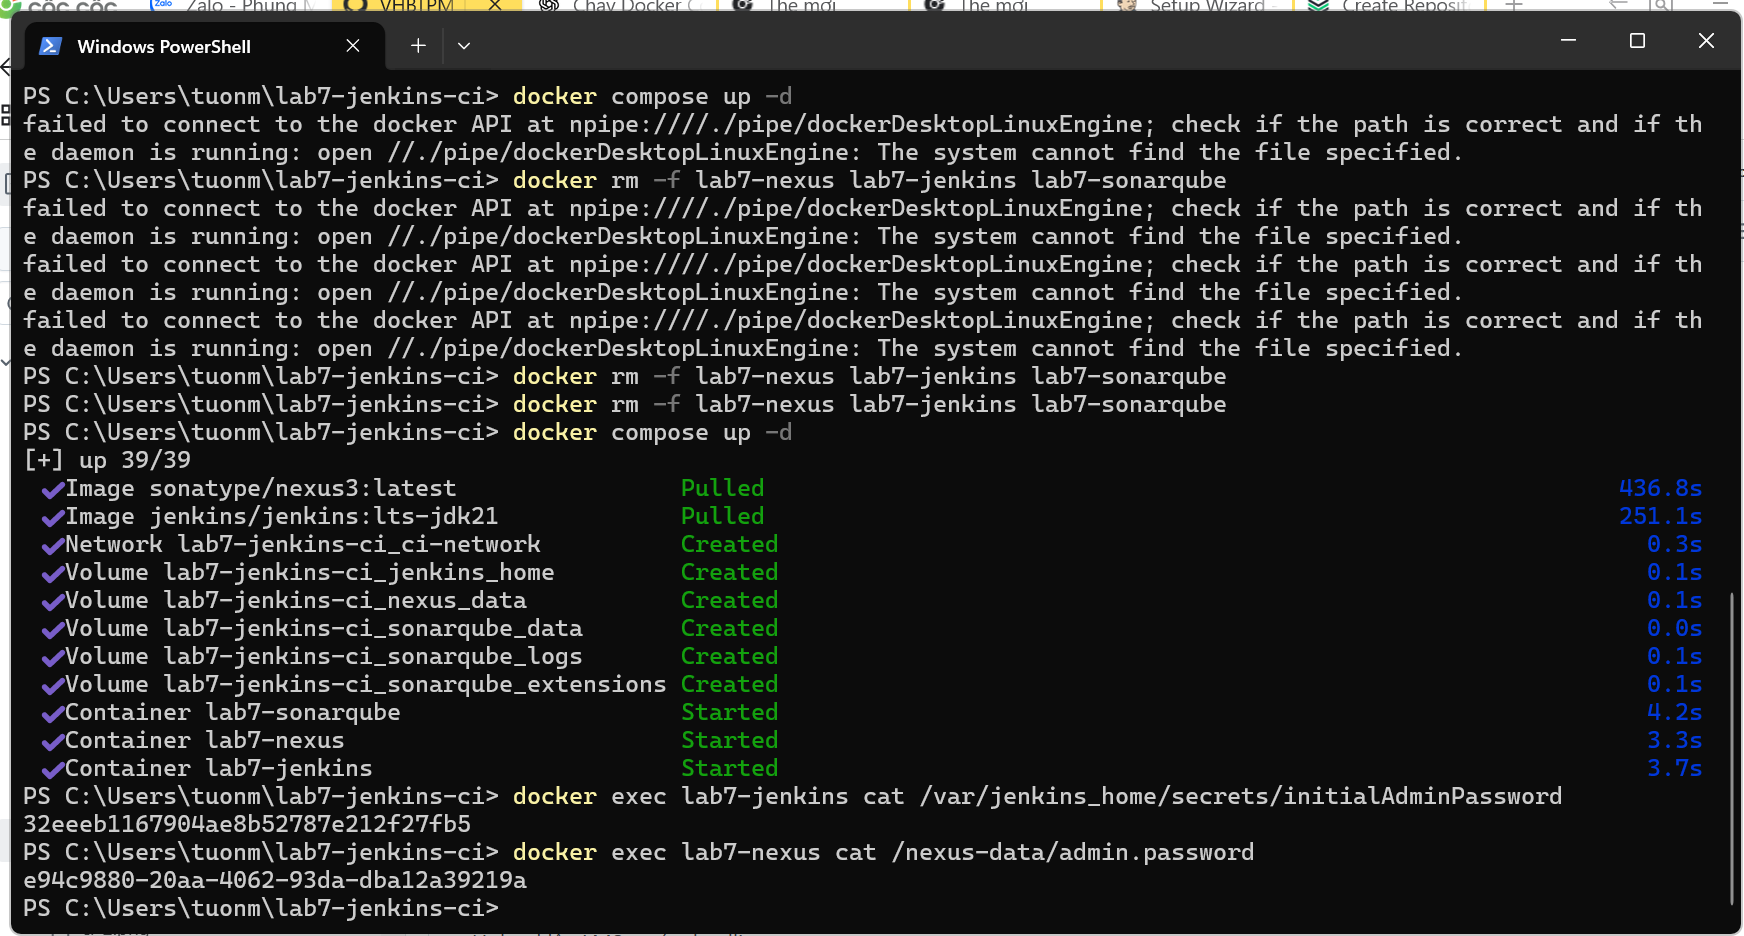 cốc cốc Zalo - Phung M VHBTPM Chạy Docker C Thẻ mới Thẻ mới Setup Wizard - Create Reposit
Windows PowerShell
PS C:\Users\tuonm\lab7-jenkins-ci> docker compose up -d
failed to connect to the docker API at npipe:////./pipe/dockerDesktopLinuxEngine; check if the path is correct and if th
e daemon is running: open //./pipe/dockerDesktopLinuxEngine: The system cannot find the file specified.
PS C:\Users\tuonm\lab7-jenkins-ci> docker rm -f lab7-nexus lab7-jenkins lab7-sonarqube
failed to connect to the docker API at npipe:////./pipe/dockerDesktopLinuxEngine; check if the path is correct and if th
e daemon is running: open //./pipe/dockerDesktopLinuxEngine: The system cannot find the file specified.
failed to connect to the docker API at npipe:////./pipe/dockerDesktopLinuxEngine; check if the path is correct and if th
e daemon is running: open //./pipe/dockerDesktopLinuxEngine: The system cannot find the file specified.
failed to connect to the docker API at npipe:////./pipe/dockerDesktopLinuxEngine; check if the path is correct and if th
e daemon is running: open //./pipe/dockerDesktopLinuxEngine: The system cannot find the file specified.
PS C:\Users\tuonm\lab7-jenkins-ci> docker rm -f lab7-nexus lab7-jenkins lab7-sonarqube
PS C:\Users\tuonm\lab7-jenkins-ci> docker rm -f lab7-nexus lab7-jenkins lab7-sonarqube
PS C:\Users\tuonm\lab7-jenkins-ci> docker compose up -d
[+] up 39/39
✔Image sonatype/nexus3:latest Pulled 436.8s
✔Image jenkins/jenkins:lts-jdk21 Pulled 251.1s
✔Network lab7-jenkins-ci_ci-network Created 0.3s
✔Volume lab7-jenkins-ci_jenkins_home Created 0.1s
✔Volume lab7-jenkins-ci_nexus_data Created 0.1s
✔Volume lab7-jenkins-ci_sonarqube_data Created 0.0s
✔Volume lab7-jenkins-ci_sonarqube_logs Created 0.1s
✔Volume lab7-jenkins-ci_sonarqube_extensions Created 0.1s
✔Container lab7-sonarqube Started 4.2s
✔Container lab7-nexus Started 3.3s
✔Container lab7-jenkins Started 3.7s
PS C:\Users\tuonm\lab7-jenkins-ci> docker exec lab7-jenkins cat /var/jenkins_home/secrets/initialAdminPassword
32eeeb1167904ae8b52787e212f27fb5
PS C:\Users\tuonm\lab7-jenkins-ci> docker exec lab7-nexus cat /nexus-data/admin.password
e94c9880-20aa-4062-93da-dba12a39219a
PS C:\Users\tuonm\lab7-jenkins-ci>